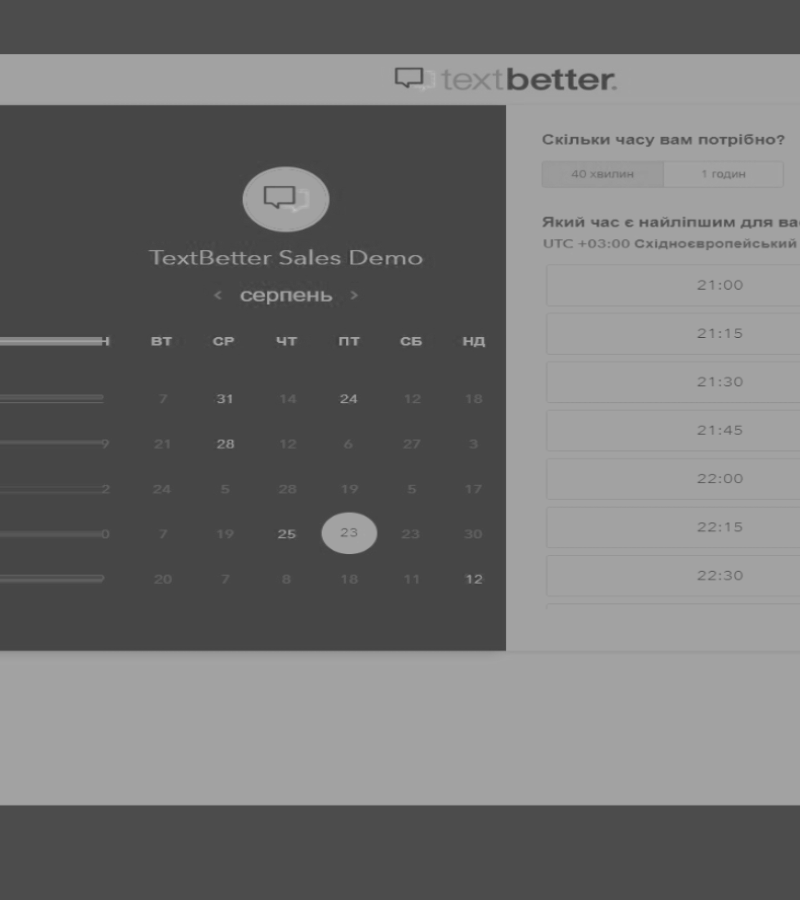 textbetter.
TextBetter Sales Demo
< серпень >
ВТ СР ЧТ ПТ СБ НД
7 31 14 24 12 18
9 21 28 12 6 27 3
2 24 5 28 19 5 17
0 7 19 25 23 23 30
20 7 8 18 11 12
Скільки часу вам потрібно?
40 хвилин 1 годин
Який час є найліпшим для
UTC +03:00 Східноєвропейський
21:00
21:15
21:30
21:45
22:00
22:15
22:30